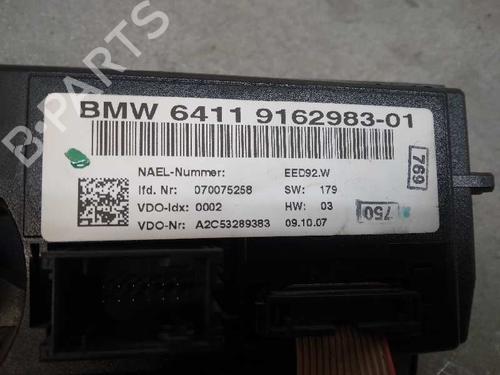 BMW 6411 9162983-01
NAEL-Nummer: EED92.W
lfd. Nr: 070075258 SW: 179
VDO-Idx: 0002 HW: 03
VDO-Nr: A2C53289383 09.10.07
769
750
B-PARTS